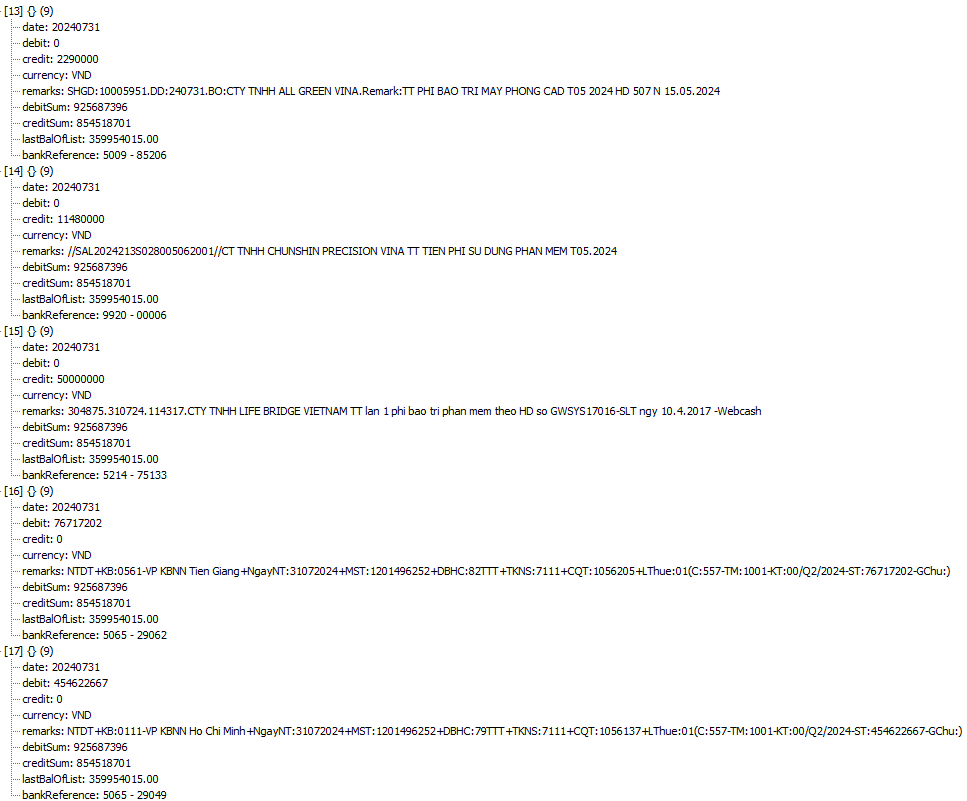 [13] {} (9)
date: 20240731
debit: 0
credit: 2290000
currency: VND
remarks: SHGD:10005951.DD:240731.BO:CTY TNHH ALL GREEN VINA.Remark:TT PHI BAO TRI MAY PHONG CAD T05 2024 HD 507 N 15.05.2024
debitSum: 925687396
creditSum: 854518701
lastBalOfList: 359954015.00
bankReference: 5009 - 85206
[14] {} (9)
date: 20240731
debit: 0
credit: 11480000
currency: VND
remarks: //SAL2024213S028005062001//CT TNHH CHUNSHIN PRECISION VINA TT TIEN PHI SU DUNG PHAN MEM T05.2024
debitSum: 925687396
creditSum: 854518701
lastBalOfList: 359954015.00
bankReference: 9920 - 00006
[15] {} (9)
date: 20240731
debit: 0
credit: 50000000
currency: VND
remarks: 304875.310724.114317.CTY TNHH LIFE BRIDGE VIETNAM TT lan 1 phi bao tri phan mem theo HD so GWSYS17016-SLT ngy 10.4.2017 -Webcash
debitSum: 925687396
creditSum: 854518701
lastBalOfList: 359954015.00
bankReference: 5214 - 75133
[16] {} (9)
date: 20240731
debit: 76717202
credit: 0
currency: VND
remarks: NTDT+KB:0561-VP KBNN Tien Giang+NgayNT:31072024+MST:1201496252+DBHC:82TTT+TKNS:7111+CQT:1056205+LThue:01(C:557-TM:1001-KT:00/Q2/2024-ST:76717202-GChu:)
debitSum: 925687396
creditSum: 854518701
lastBalOfList: 359954015.00
bankReference: 5065 - 29062
[17] {} (9)
date: 20240731
debit: 454622667
credit: 0
currency: VND
remarks: NTDT+KB:0111-VP KBNN Ho Chi Minh+NgayNT:31072024+MST:1201496252+DBHC:79TTT+TKNS:7111+CQT:1056137+LThue:01(C:557-TM:1001-KT:00/Q2/2024-ST:454622667-GChu:)
debitSum: 925687396
creditSum: 854518701
lastBalOfList: 359954015.00
bankReference: 5065 - 29049